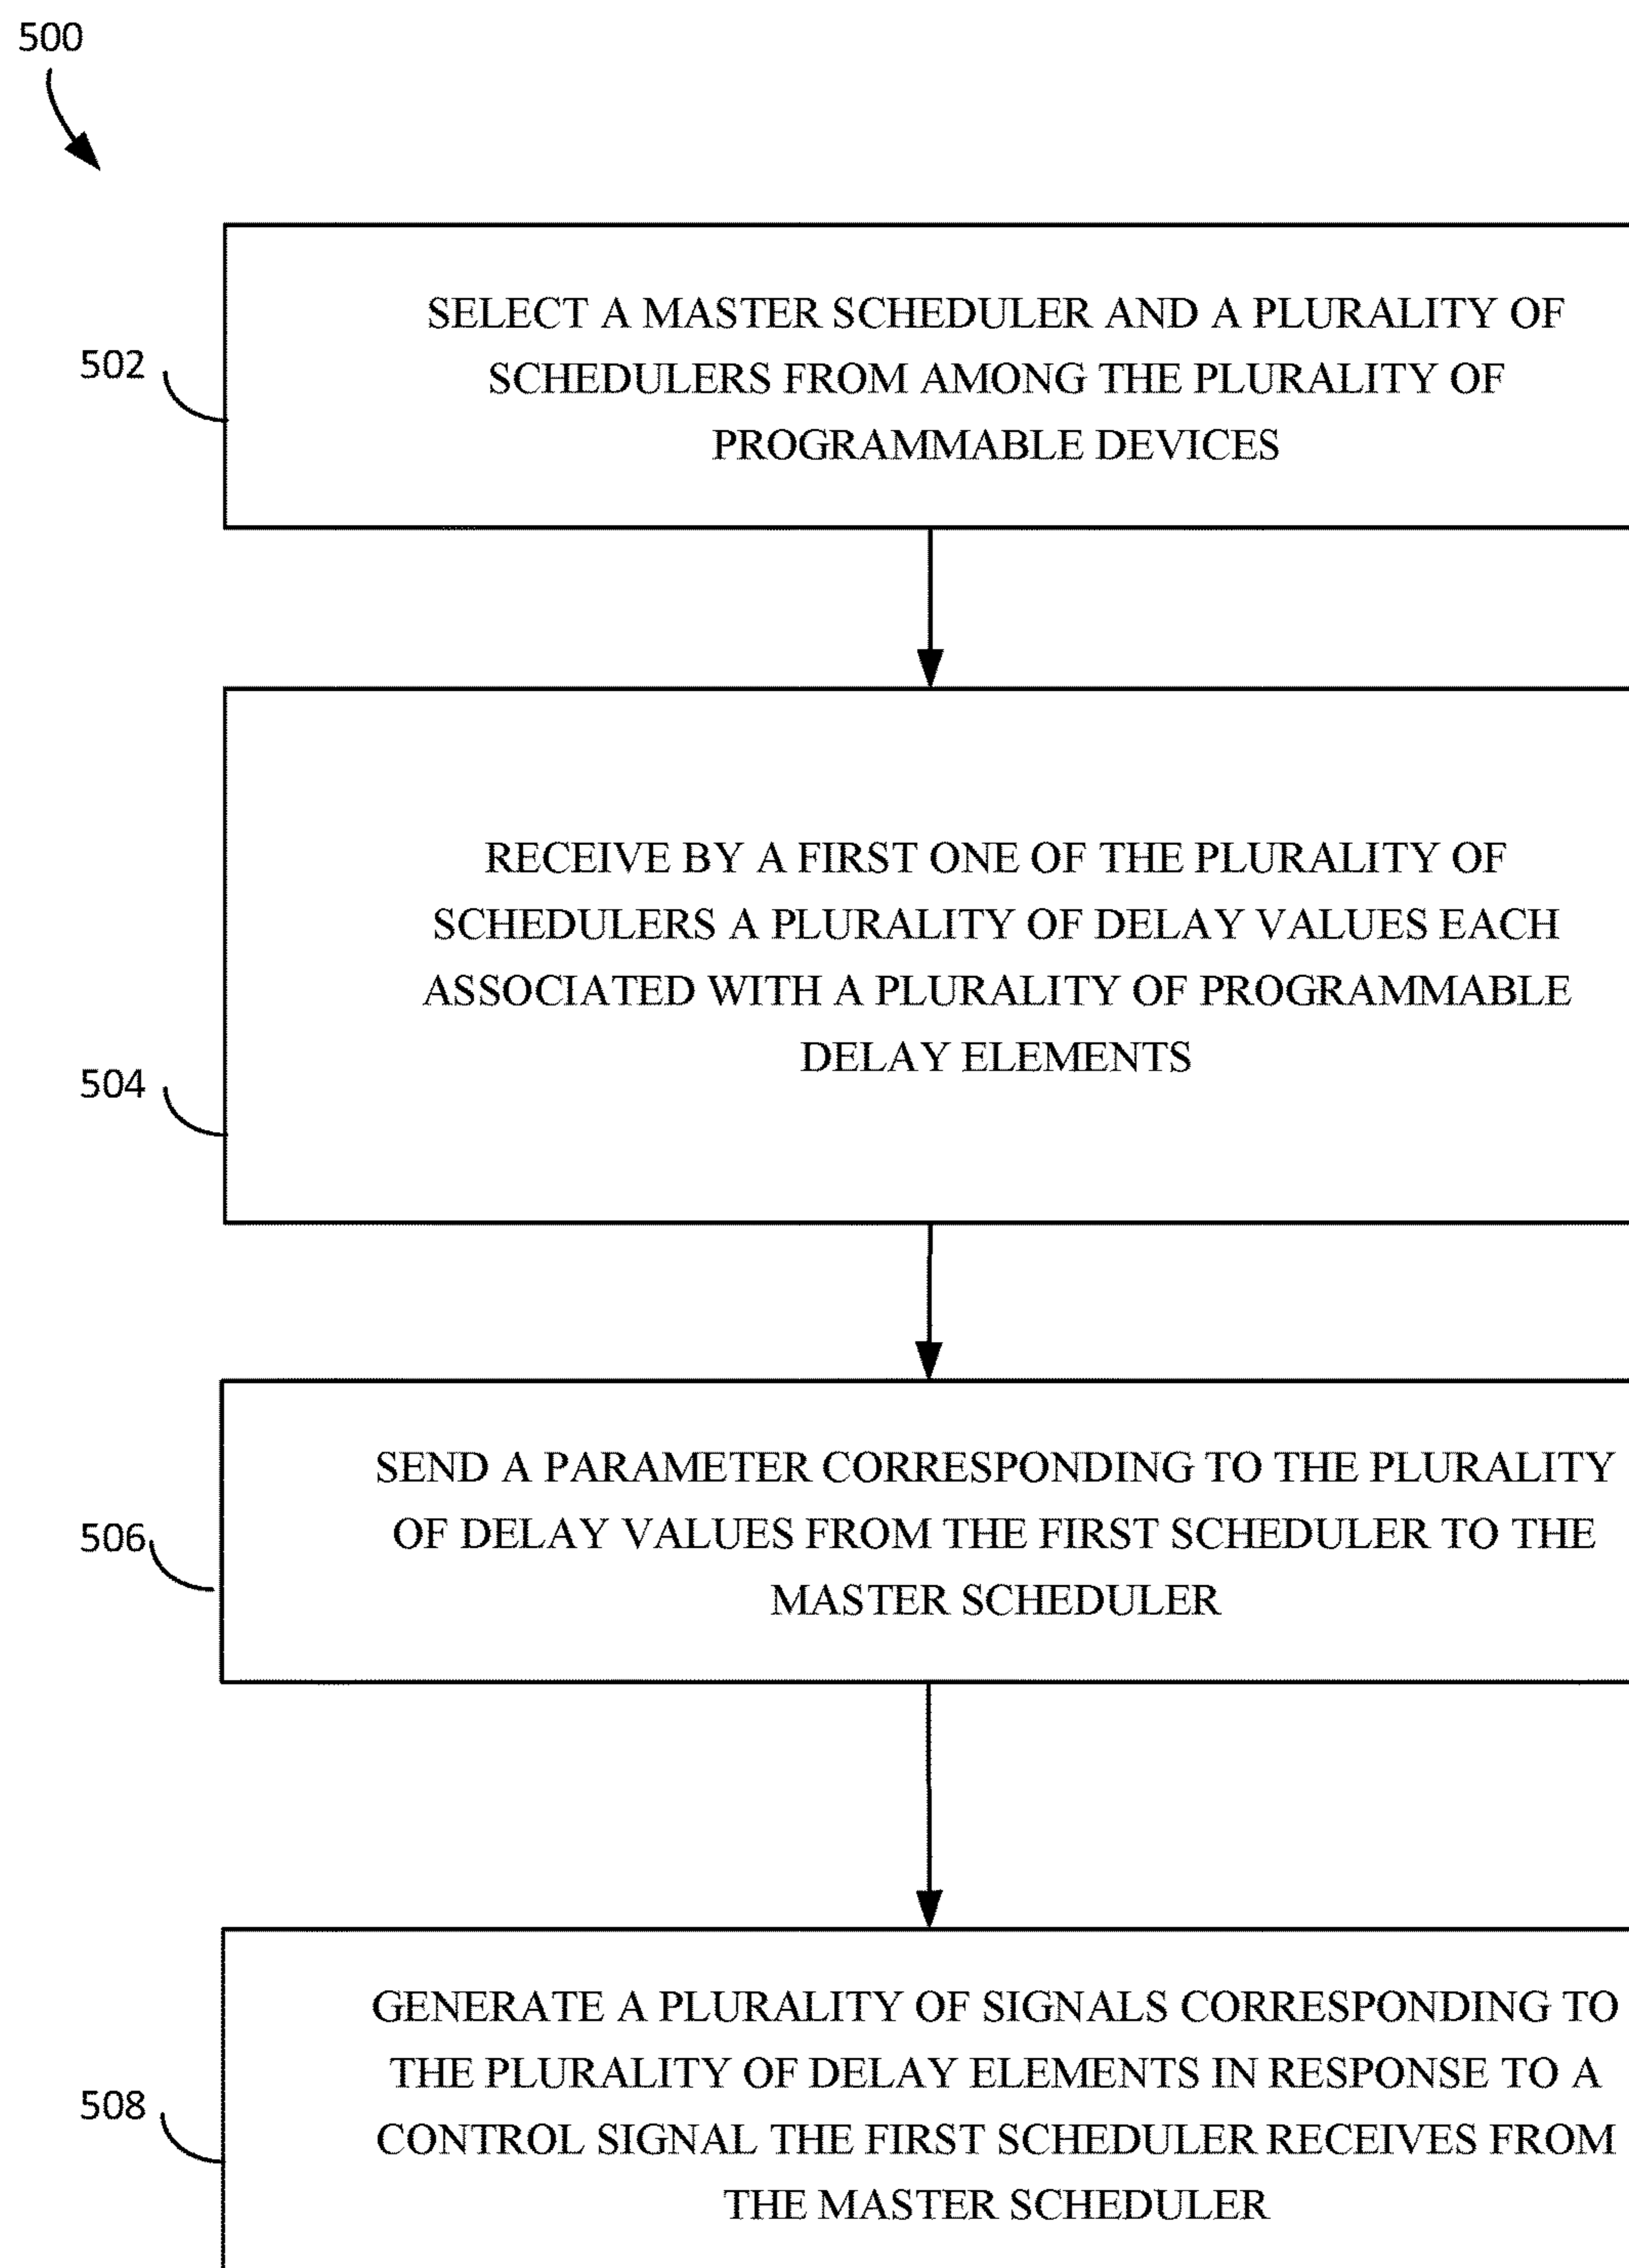 500
502
SELECT A MASTER SCHEDULER AND A PLURALITY OF
SCHEDULERS FROM AMONG THE PLURALITY OF
PROGRAMMABLE DEVICES
504
RECEIVE BY A FIRST ONE OF THE PLURALITY OF
SCHEDULERS A PLURALITY OF DELAY VALUES EACH
ASSOCIATED WITH A PLURALITY OF PROGRAMMABLE
DELAY ELEMENTS
506
SEND A PARAMETER CORRESPONDING TO THE PLURALITY
OF DELAY VALUES FROM THE FIRST SCHEDULER TO THE
MASTER SCHEDULER
508
GENERATE A PLURALITY OF SIGNALS CORRESPONDING TO
THE PLURALITY OF DELAY ELEMENTS IN RESPONSE TO A
CONTROL SIGNAL THE FIRST SCHEDULER RECEIVES FROM
THE MASTER SCHEDULER